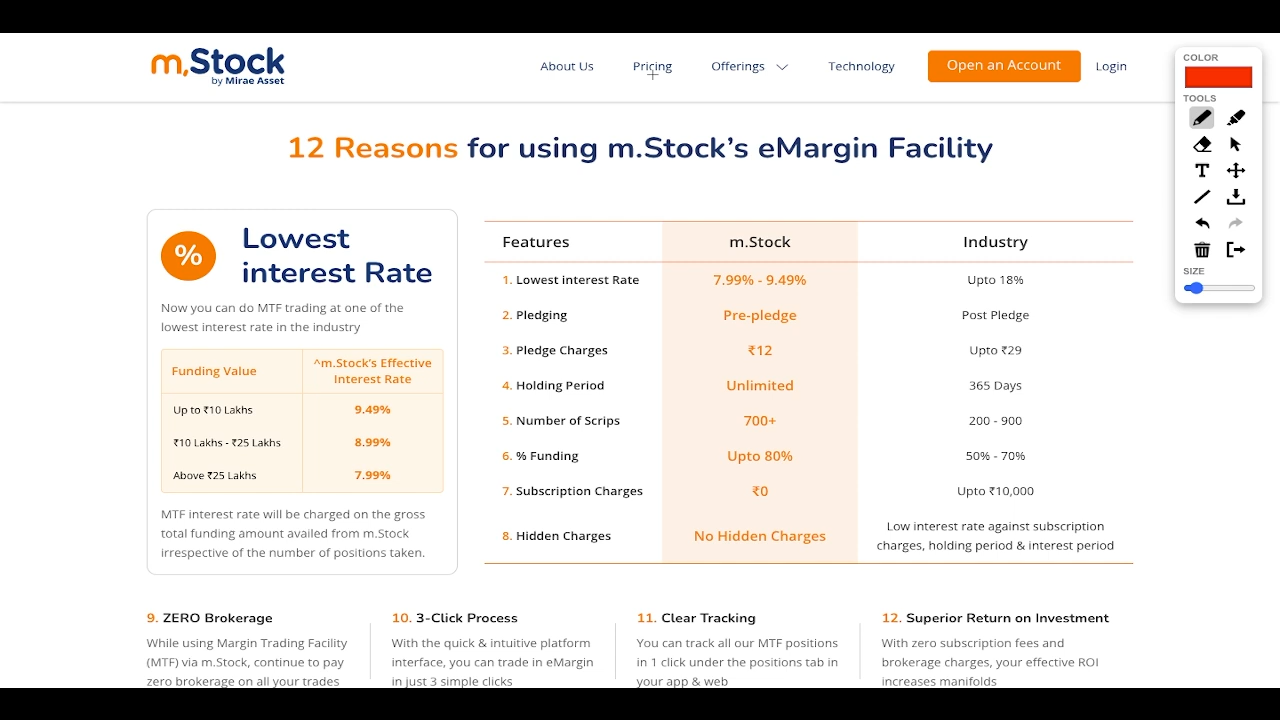 m.Stock
by Mirae Asset
About Us
Pricing
Offerings
Technology
Open an Account
Login
COLOR
TOOLS
T
SIZE
12 Reasons for using m.Stock's eMargin Facility
%
Lowest
interest Rate
Now you can do MTF trading at one of the
lowest interest rate in the industry
Funding Value
^m.Stock's Effective
Interest Rate
Up to ₹10 Lakhs 9.49%
₹10 Lakhs - ₹25 Lakhs 8.99%
Above ₹25 Lakhs 7.99%
MTF interest rate will be charged on the gross
total funding amount availed from m.Stock
irrespective of the number of positions taken.
Features m.Stock Industry
1. Lowest interest Rate 7.99% - 9.49% Upto 18%
2. Pledging Pre-pledge Post Pledge
3. Pledge Charges ₹12 Upto ₹29
4. Holding Period Unlimited 365 Days
5. Number of Scrips 700+ 200 - 900
6. % Funding Upto 80% 50% - 70%
7. Subscription Charges ₹0 Upto ₹10,000
8. Hidden Charges No Hidden Charges
Low interest rate against subscription
charges, holding period & interest period
9. ZERO Brokerage
While using Margin Trading Facility
(MTF) via m.Stock, continue to pay
zero brokerage on all your trades
10. 3-Click Process
With the quick & intuitive platform
interface, you can trade in eMargin
in just 3 simple clicks
11. Clear Tracking
You can track all our MTF positions
in 1 click under the positions tab in
your app & web
12. Superior Return on Investment
With zero subscription fees and
brokerage charges, your effective ROI
increases manifolds